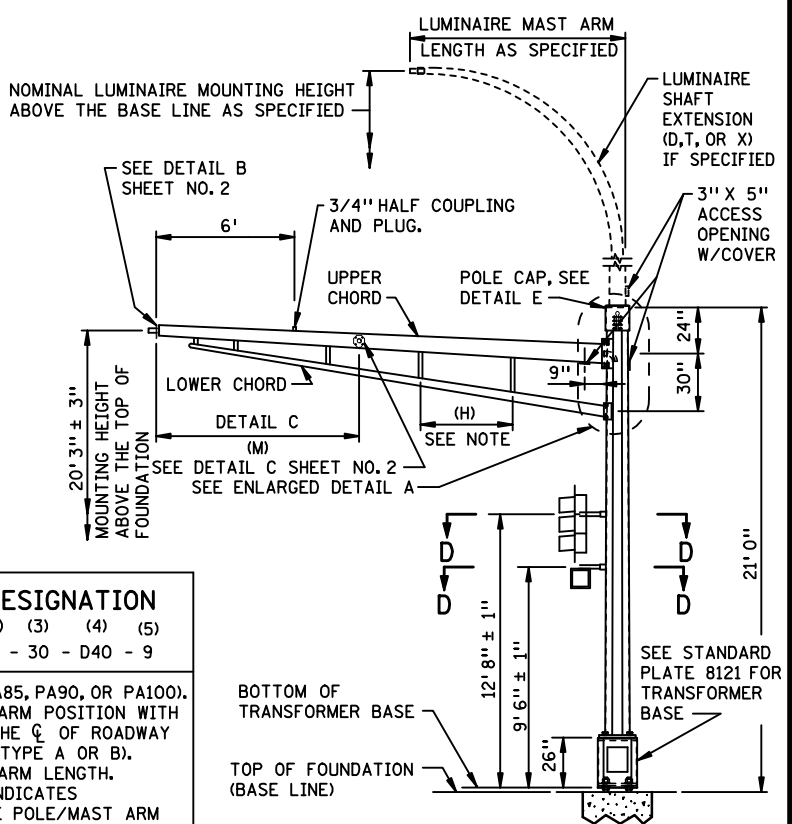 LUMINAIRE MAST ARM
LENGTH AS SPECIFIED
NOMINAL LUMINAIRE MOUNTING HEIGHT
ABOVE THE BASE LINE AS SPECIFIED
LUMINAIRE
SHAFT
EXTENSION
(D,T, OR X)
IF SPECIFIED
SEE DETAIL B
SHEET NO. 2
6'
3/4" HALF COUPLING
AND PLUG.
3" X 5"
ACCESS
OPENING
W/COVER
UPPER
CHORD
POLE CAP, SEE
DETAIL E
24"
9"
30"
LOWER CHORD
DETAIL C
(M)
(H)
SEE NOTE
SEE DETAIL C SHEET NO. 2
SEE ENLARGED DETAIL A
20' 3" ± 3"
MOUNTING HEIGHT
ABOVE THE TOP OF
FOUNDATION
D
D
D
D
12' 8" ± 1"
9' 6" ± 1"
21' 0"
ESIGNATION
) (3) (4) (5)
- 30 - D40 - 9
A85, PA90, OR PA100).
ARM POSITION WITH
HE ℄ OF ROADWAY
TYPE A OR B).
ARM LENGTH.
NDICATES
E POLE/MAST ARM
BOTTOM OF
TRANSFORMER BASE
TOP OF FOUNDATION
(BASE LINE)
26"
SEE STANDARD
PLATE 8121 FOR
TRANSFORMER
BASE